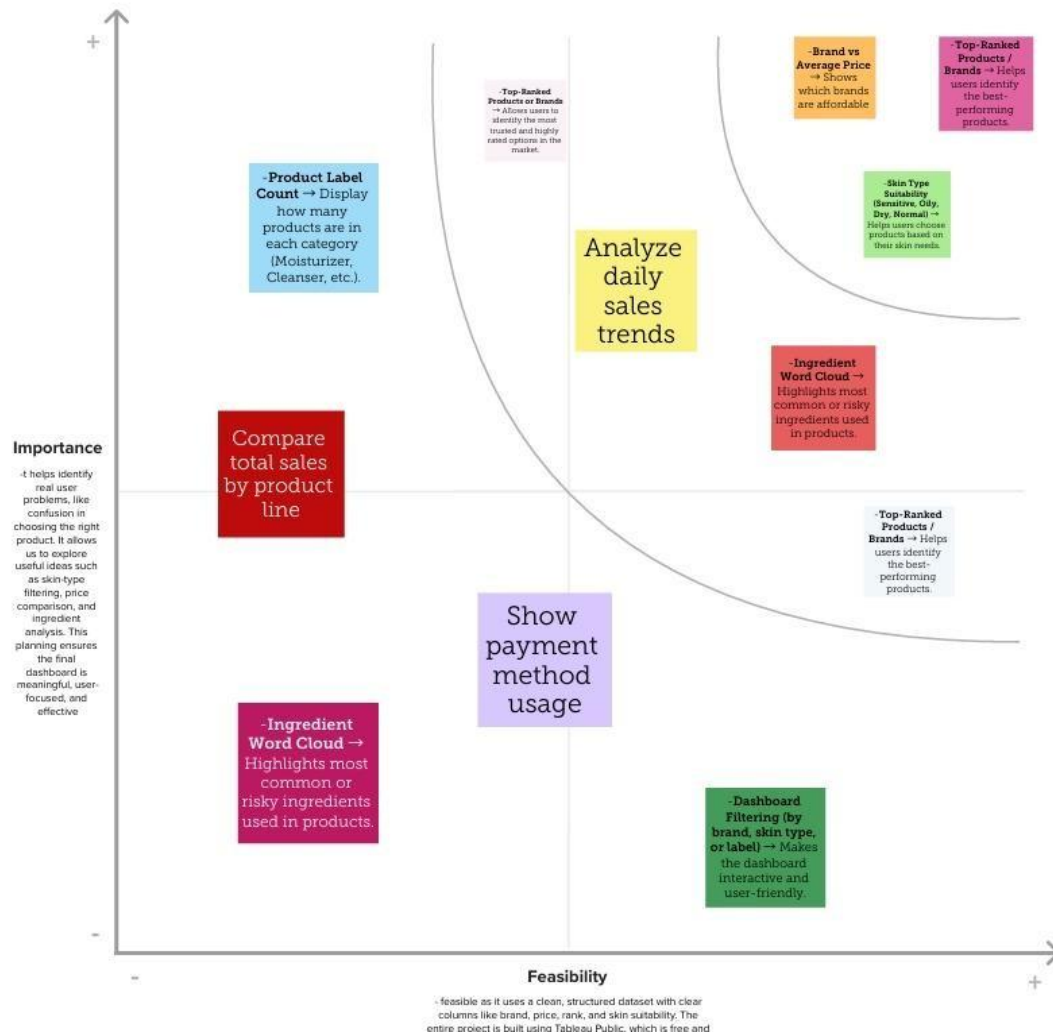 +
-Brand vs
Average Price
→ Shows
which brands
are affordable
-Top-Ranked
Products /
Brands → Helps
users identify
the best-
performing
products.
-Top-Ranked
Products or Brands
→ Allows users to
identify the most
trusted and highly
rated options in the
market.
-Product Label
Count → Display
how many
products are in
each category
(Moisturizer,
Cleanser, etc.).
-Skin Type
Suitability
(Sensitive, Oily,
Dry, Normal) →
Helps users choose
products based on
their skin needs.
Analyze
daily
sales
trends
-Ingredient
Word Cloud →
Highlights most
common or risky
ingredients used
in products.
Compare
total sales
by product
line
Importance
-t helps identify
real user
problems, like
confusion in
choosing the right
product. It allows
us to explore
useful ideas such
as skin-type
filtering, price
comparison, and
ingredient
analysis. This
planning ensures
the final
dashboard is
meaningful, user-
focused, and
effective
-Top-Ranked
Products /
Brands → Helps
users identify
the best-
performing
products.
Show
payment
method
usage
-Ingredient
Word Cloud →
Highlights most
common or
risky ingredients
used in products.
-Dashboard
Filtering (by
brand, skin type,
or label) → Makes
the dashboard
interactive and
user-friendly.
-
-
Feasibility
+
- feasible as it uses a clean, structured dataset with clear
columns like brand, price, rank, and skin suitability. The
entire project is built using Tableau Public, which is free and